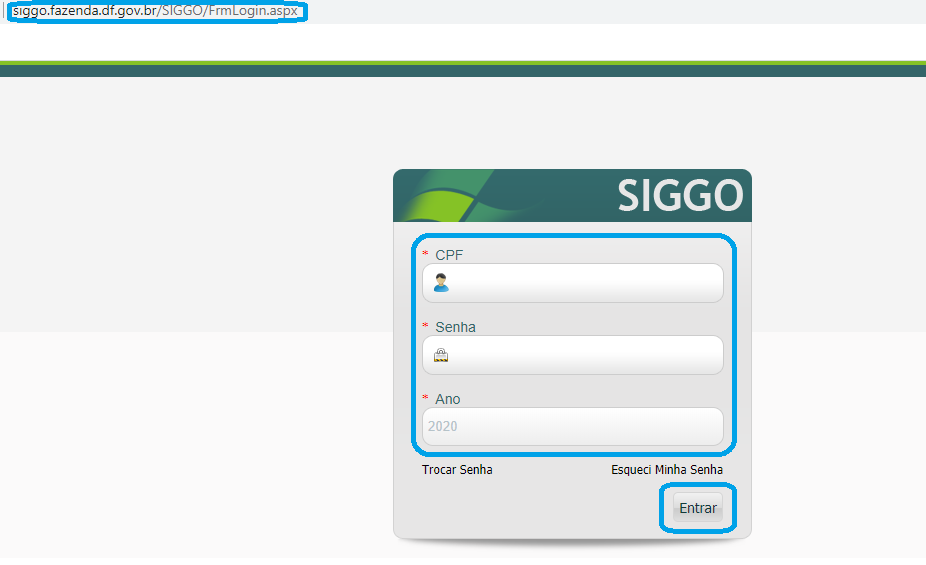 siggo.fazenda.df.gov.br/SIGGO/FrmLogin.aspx
SIGGO
* CPF
* Senha
* Ano
2020
Trocar Senha Esqueci Minha Senha
Entrar